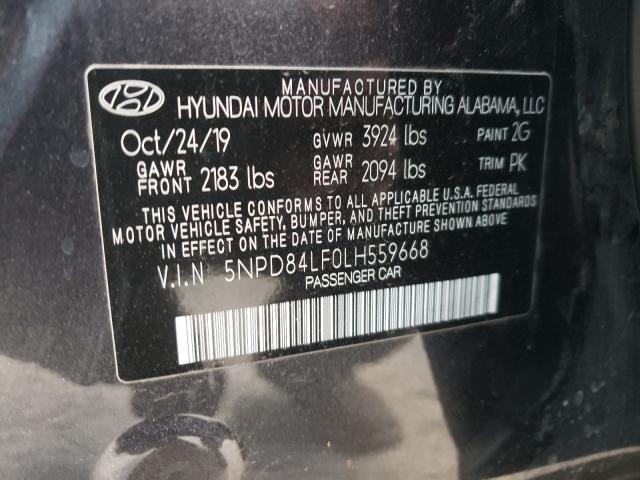 MANUFACTURED BY
HYUNDAI MOTOR MANUFACTURING ALABAMA, LLC
Oct/24/19 GVWR 3924 lbs PAINT 2G
GAWR FRONT 2183 lbs GAWR REAR 2094 lbs TRIM PK
THIS VEHICLE CONFORMS TO ALL APPLICABLE U.S.A. FEDERAL
MOTOR VEHICLE SAFETY, BUMPER, AND THEFT PREVENTION STANDARDS
IN EFFECT ON THE DATE OF MANUFACTURE SHOWN ABOVE
V.I.N 5NPD84LF0LH559668
PASSENGER CAR